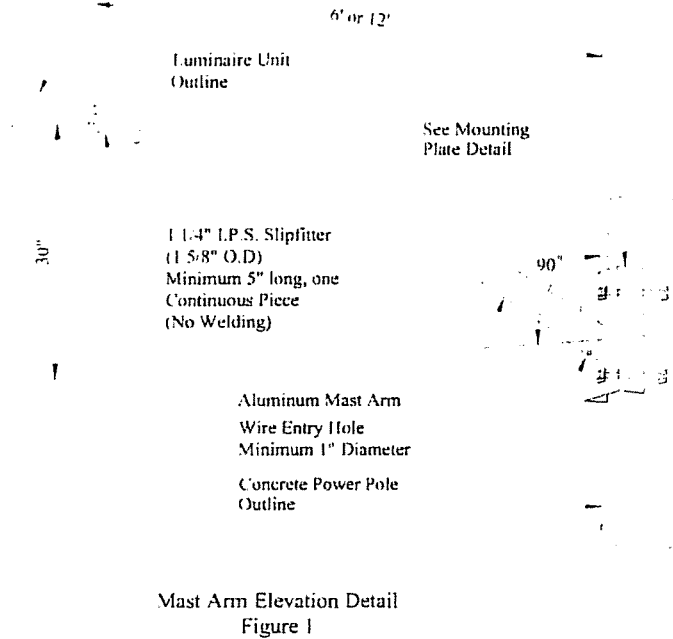 6' or 12'
Luminaire Unit
Outline
See Mounting
Plate Detail
30"
1 1/4" I.P.S. Slipfitter
(1 5/8" O.D)
Minimum 5" long, one
Continuous Piece
(No Welding)
90°
Aluminum Mast Arm
Wire Entry Hole
Minimum 1" Diameter
Concrete Power Pole
Outline
Mast Arm Elevation Detail
Figure 1